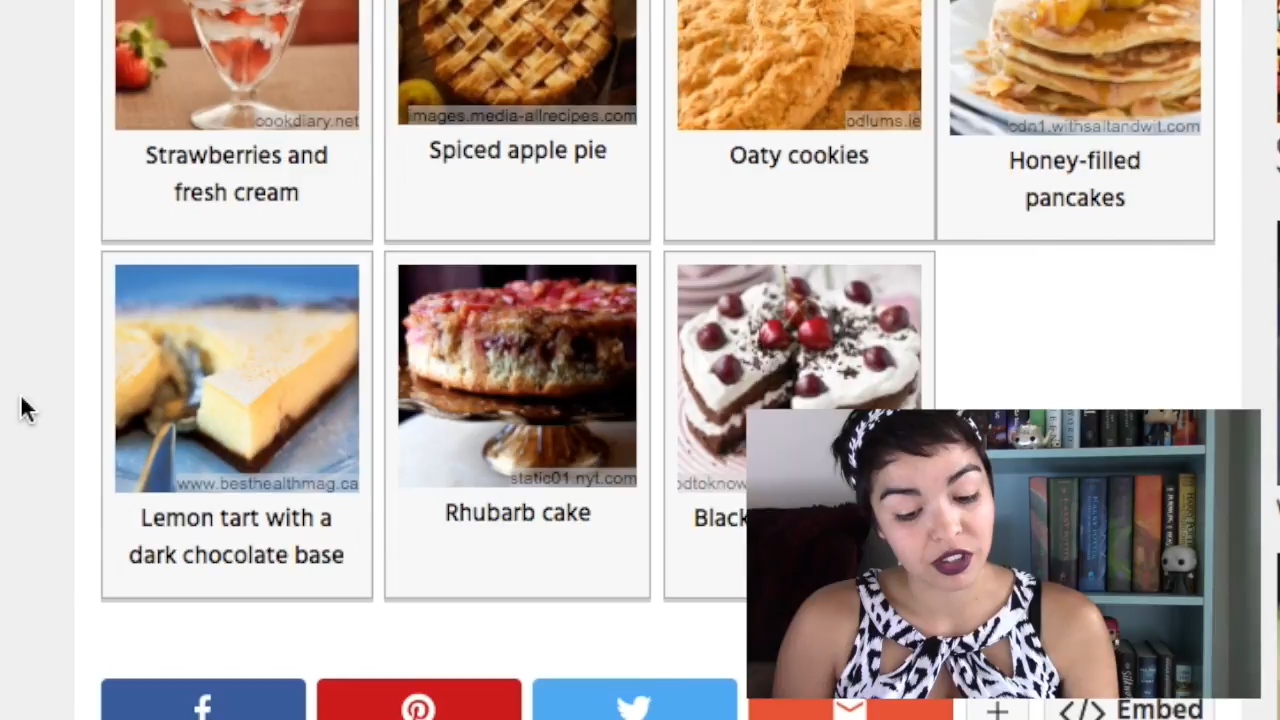 cookdiary.net
images.media-allrecipes.com
odlums.ie
cdn1.withsaltandwit.com
Strawberries and
fresh cream
Spiced apple pie
Oaty cookies
Honey-filled
pancakes
www.besthealthmag.ca
static01.nyt.com
odtoknow
Lemon tart with a
dark chocolate base
Rhubarb cake
Black
</> Embed